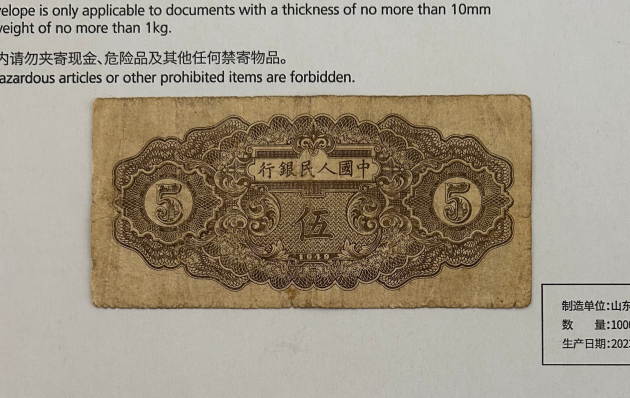 velope is only applicable to documents with a thickness of no more than 10mm
weight of no more than 1kg.
内请勿夹寄现金、危险品及其他任何禁寄物品。
azardous articles or other prohibited items are forbidden.
行銀民人國中
5
伍
5
1949
制造单位:山东
数 量:100
生产日期:202